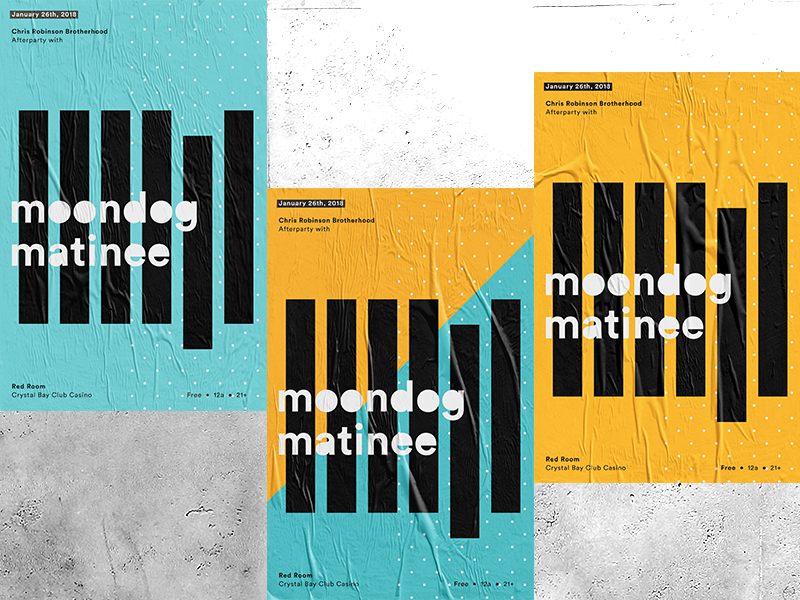 January 26th, 2018
Chris Robinson Brotherhood
Afterparty with
moondog
matinee
Red Room
Crystal Bay Club Casino
Free • 12a • 21+
January 26th, 2018
Chris Robinson Brotherhood
Afterparty with
moondog
matinee
Red Room
Crystal Bay Club Casino
Free • 12a • 21+
January 26th, 2018
Chris Robinson Brotherhood
Afterparty with
moondog
matinee
Red Room
Crystal Bay Club Casino
Free • 12a • 21+